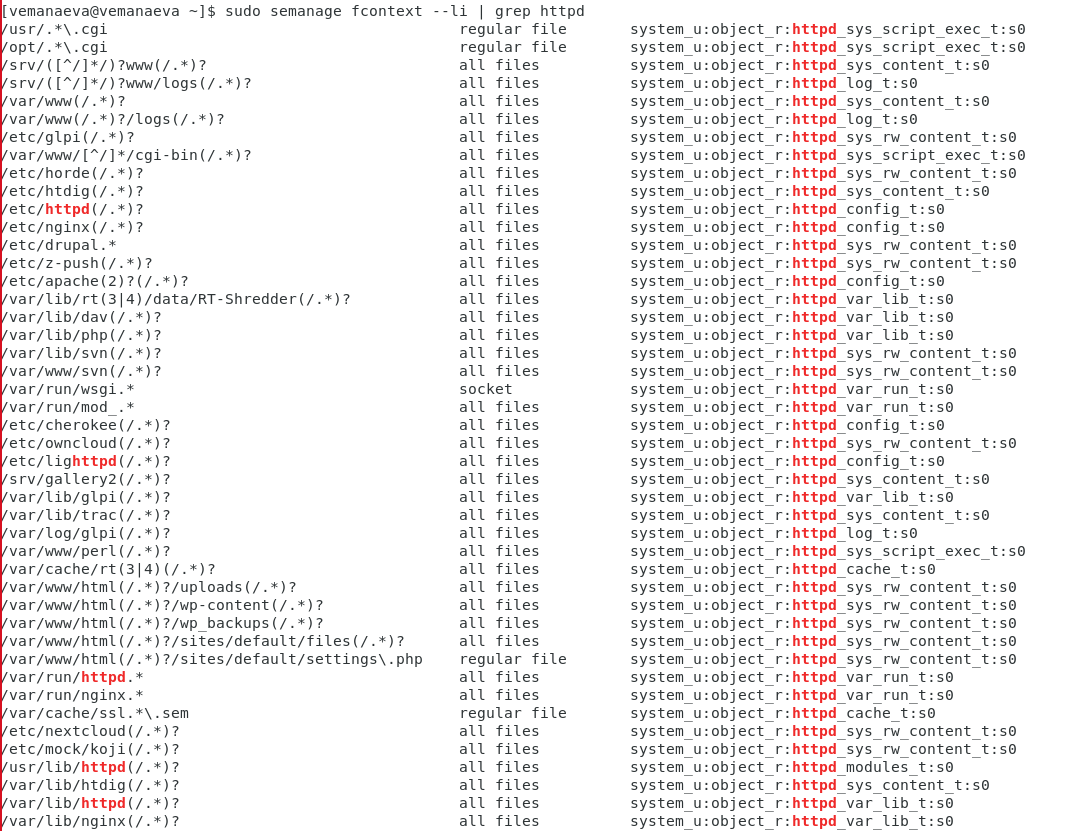 [vemanaeva@vemanaeva ~]$ sudo semanage fcontext --li | grep httpd
/usr/.*\.cgi regular file system_u:object_r:httpd_sys_script_exec_t:s0
/opt/.*\.cgi regular file system_u:object_r:httpd_sys_script_exec_t:s0
/srv/([^/]*/)?www(/.*)? all files system_u:object_r:httpd_sys_content_t:s0
/srv/([^/]*/)?www/logs(/.*)? all files system_u:object_r:httpd_log_t:s0
/var/www(/.*)? all files system_u:object_r:httpd_sys_content_t:s0
/var/www(/.*)?/logs(/.*)? all files system_u:object_r:httpd_log_t:s0
/etc/glpi(/.*)? all files system_u:object_r:httpd_sys_rw_content_t:s0
/var/www/[^/]*/cgi-bin(/.*)? all files system_u:object_r:httpd_sys_script_exec_t:s0
/etc/horde(/.*)? all files system_u:object_r:httpd_sys_rw_content_t:s0
/etc/htdig(/.*)? all files system_u:object_r:httpd_sys_content_t:s0
/etc/httpd(/.*)? all files system_u:object_r:httpd_config_t:s0
/etc/nginx(/.*)? all files system_u:object_r:httpd_config_t:s0
/etc/drupal.* all files system_u:object_r:httpd_sys_rw_content_t:s0
/etc/z-push(/.*)? all files system_u:object_r:httpd_sys_rw_content_t:s0
/etc/apache(2)?(/.*)? all files system_u:object_r:httpd_config_t:s0
/var/lib/rt(3|4)/data/RT-Shredder(/.*)? all files system_u:object_r:httpd_var_lib_t:s0
/var/lib/dav(/.*)? all files system_u:object_r:httpd_var_lib_t:s0
/var/lib/php(/.*)? all files system_u:object_r:httpd_var_lib_t:s0
/var/lib/svn(/.*)? all files system_u:object_r:httpd_sys_rw_content_t:s0
/var/www/svn(/.*)? all files system_u:object_r:httpd_sys_rw_content_t:s0
/var/run/wsgi.* socket system_u:object_r:httpd_var_run_t:s0
/var/run/mod_.* all files system_u:object_r:httpd_var_run_t:s0
/etc/cherokee(/.*)? all files system_u:object_r:httpd_config_t:s0
/etc/owncloud(/.*)? all files system_u:object_r:httpd_sys_rw_content_t:s0
/etc/lighttpd(/.*)? all files system_u:object_r:httpd_config_t:s0
/srv/gallery2(/.*)? all files system_u:object_r:httpd_sys_content_t:s0
/var/lib/glpi(/.*)? all files system_u:object_r:httpd_var_lib_t:s0
/var/lib/trac(/.*)? all files system_u:object_r:httpd_sys_content_t:s0
/var/log/glpi(/.*)? all files system_u:object_r:httpd_log_t:s0
/var/www/perl(/.*)? all files system_u:object_r:httpd_sys_script_exec_t:s0
/var/cache/rt(3|4)(/.*)? all files system_u:object_r:httpd_cache_t:s0
/var/www/html(/.*)?/uploads(/.*)? all files system_u:object_r:httpd_sys_rw_content_t:s0
/var/www/html(/.*)?/wp-content(/.*)? all files system_u:object_r:httpd_sys_rw_content_t:s0
/var/www/html(/.*)?/wp_backups(/.*)? all files system_u:object_r:httpd_sys_rw_content_t:s0
/var/www/html(/.*)?/sites/default/files(/.*)? all files system_u:object_r:httpd_sys_rw_content_t:s0
/var/www/html(/.*)?/sites/default/settings\.php regular file system_u:object_r:httpd_sys_rw_content_t:s0
/var/run/httpd.* all files system_u:object_r:httpd_var_run_t:s0
/var/run/nginx.* all files system_u:object_r:httpd_var_run_t:s0
/var/cache/ssl.*\.sem regular file system_u:object_r:httpd_cache_t:s0
/etc/nextcloud(/.*)? all files system_u:object_r:httpd_sys_rw_content_t:s0
/etc/mock/koji(/.*)? all files system_u:object_r:httpd_sys_rw_content_t:s0
/usr/lib/httpd(/.*)? all files system_u:object_r:httpd_modules_t:s0
/var/lib/htdig(/.*)? all files system_u:object_r:httpd_sys_content_t:s0
/var/lib/httpd(/.*)? all files system_u:object_r:httpd_var_lib_t:s0
/var/lib/nginx(/.*)? all files system_u:object_r:httpd_var_lib_t:s0